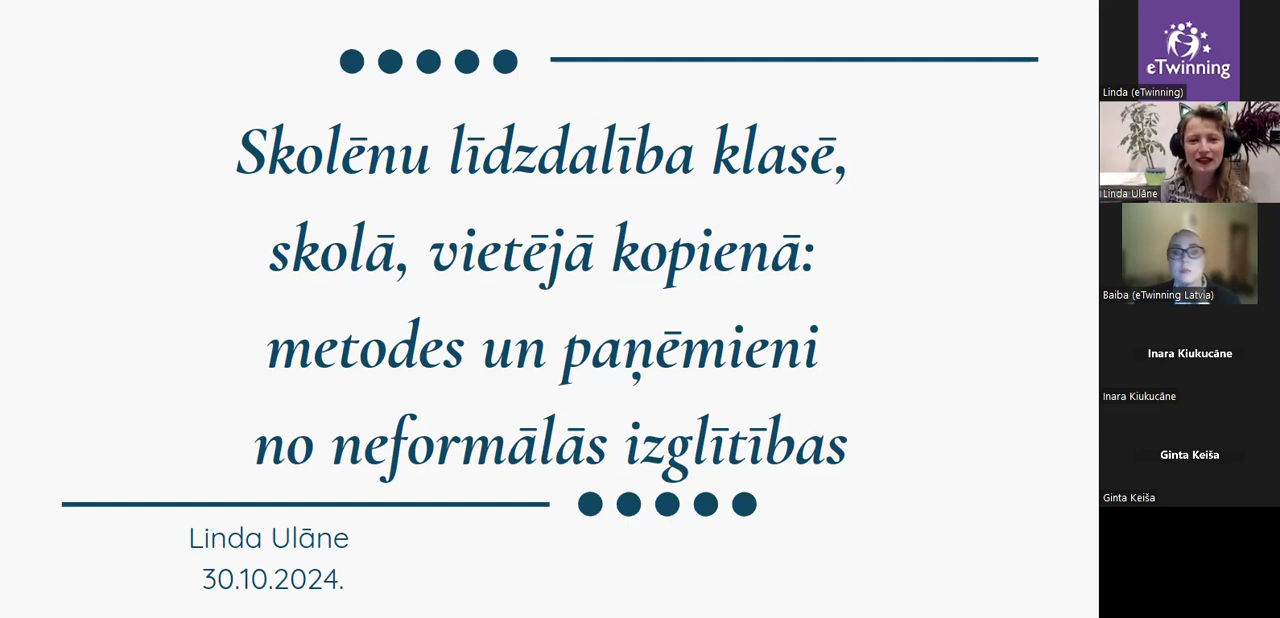 Skolēnu līdzdalība klasē,
skolā, vietējā kopienā:
metodes un paņēmieni
no neformālās izglītības
Linda Ulāne
30.10.2024.
eTwinning
Linda (eTwinning)
Linda Ulāne
Baiba (eTwinning Latvia)
Inara Kiukucāne
Inara Kiukucāne
Ginta Keiša
Ginta Keiša